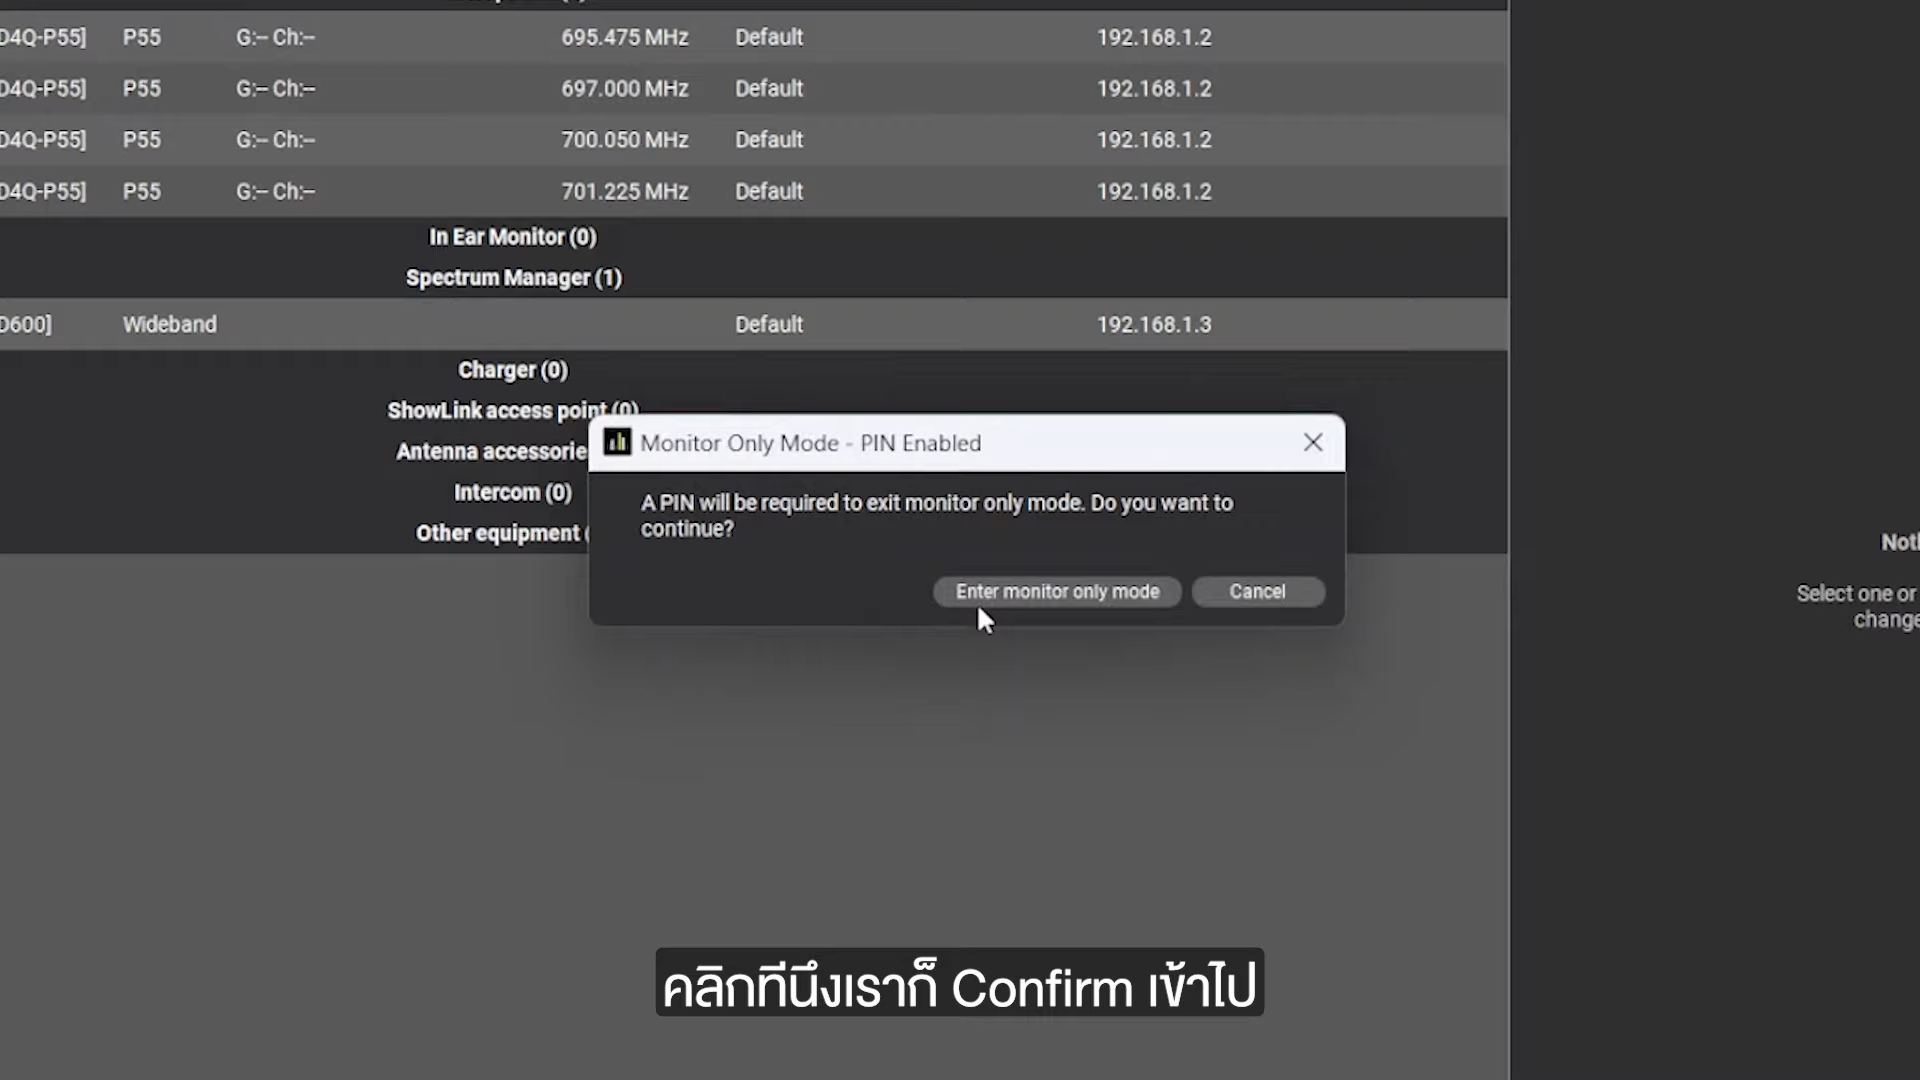 D4Q-P55] P55 G:-- Ch:-- 695.475 MHz Default 192.168.1.2
D4Q-P55] P55 G:-- Ch:-- 697.000 MHz Default 192.168.1.2
D4Q-P55] P55 G:-- Ch:-- 700.050 MHz Default 192.168.1.2
D4Q-P55] P55 G:-- Ch:-- 701.225 MHz Default 192.168.1.2
In Ear Monitor (0)
Spectrum Manager (1)
D600] Wideband Default 192.168.1.3
Charger (0)
ShowLink access point (0)
Antenna accessorie
Intercom (0)
Other equipment (
Monitor Only Mode - PIN Enabled
A PIN will be required to exit monitor only mode. Do you want to
continue?
Enter monitor only mode Cancel
Noth
Select one or
change
คลิกทีนึงเราก็ Confirm เข้าไป